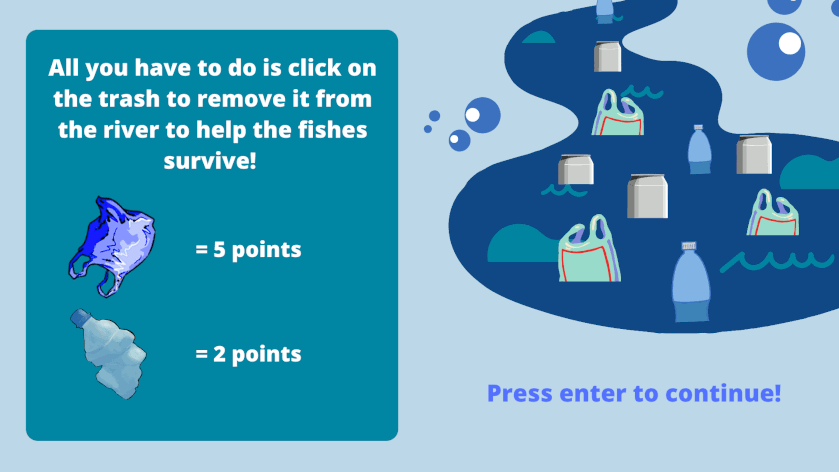 All you have to do is click on
the trash to remove it from
the river to help the fishes
survive!
= 5 points
= 2 points
Press enter to continue!